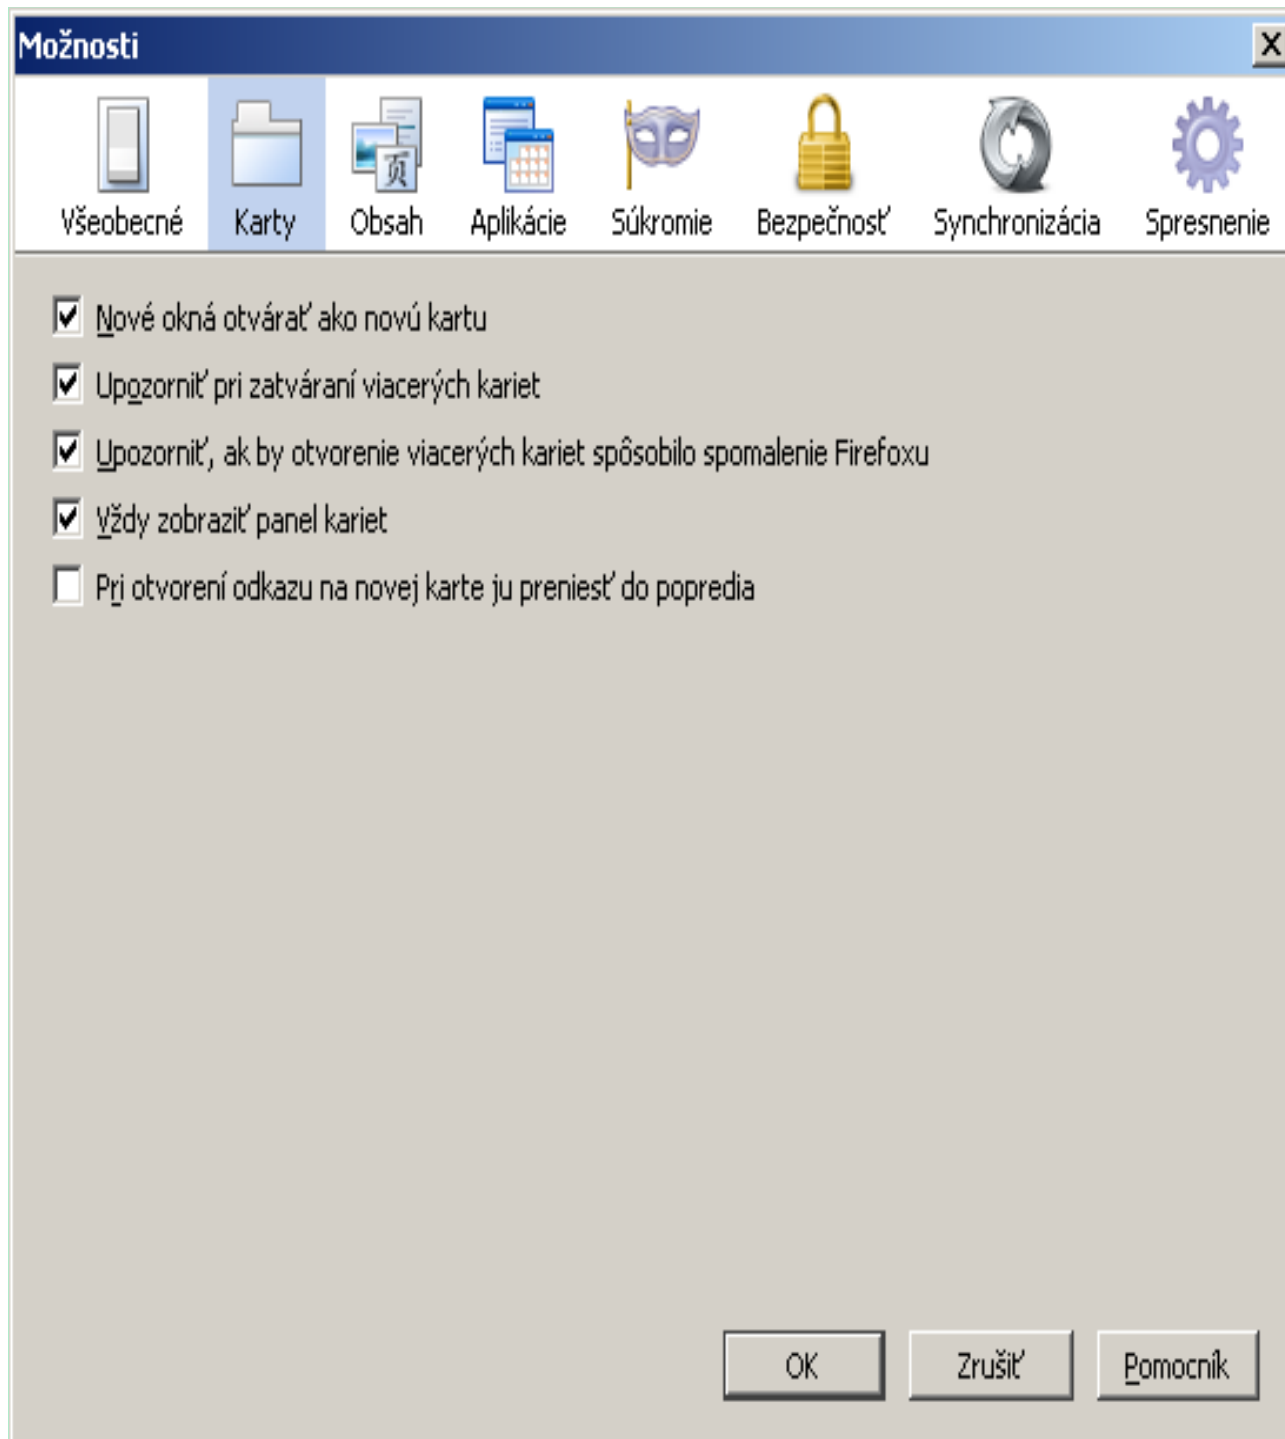 Možnosti
Všeobecné Karty Obsah Aplikácie Súkromie Bezpečnosť Synchronizácia Spresnenie
Nové okná otvárať ako novú kartu
Upozorniť pri zatváraní viacerých kariet
Upozorniť, ak by otvorenie viacerých kariet spôsobilo spomalenie Firefoxu
Vždy zobraziť panel kariet
Pri otvorení odkazu na novej karte ju preniesť do popredia
OK Zrušiť Pomocník